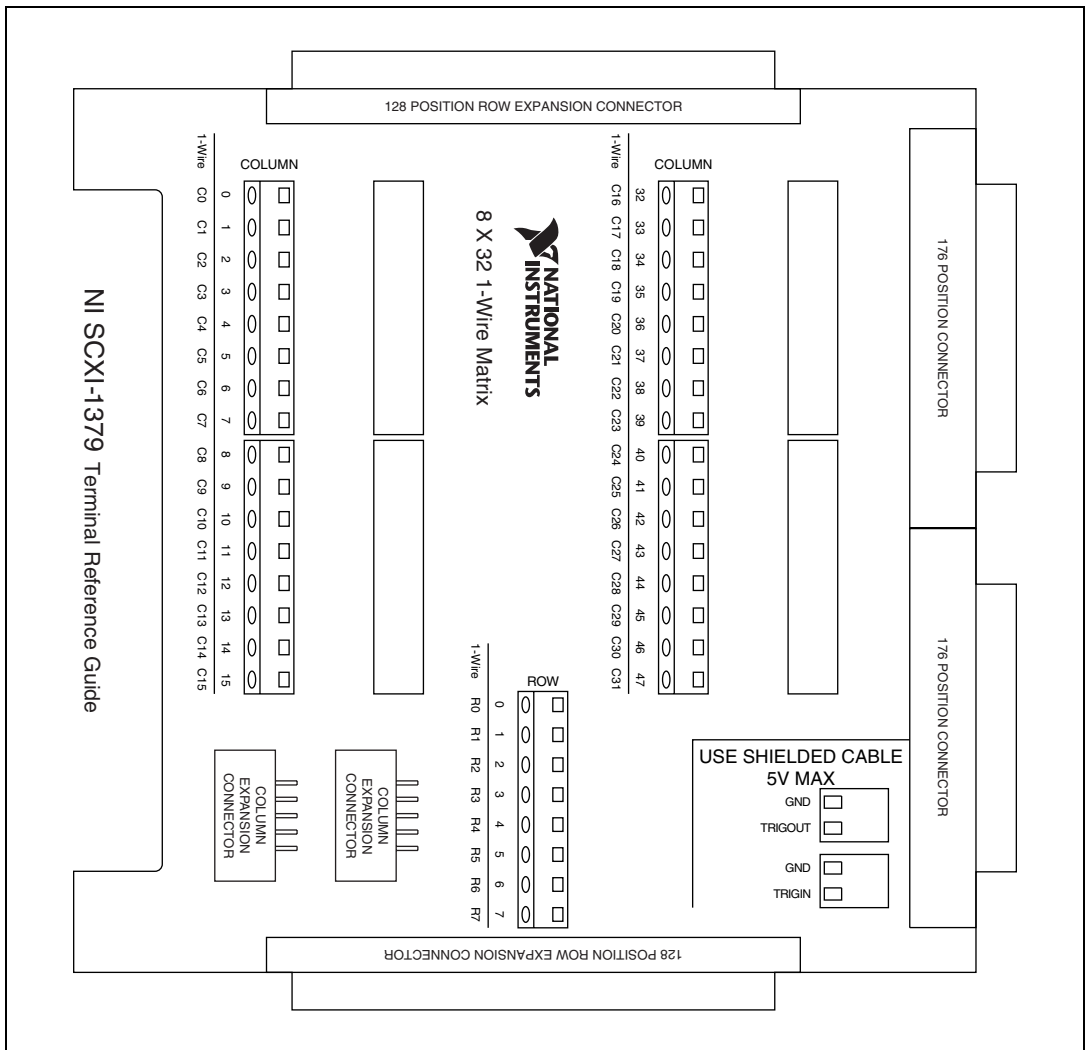 128 POSITION ROW EXPANSION CONNECTOR
1-Wire
COLUMN
C0 0
C1 1
C2 2
C3 3
C4 4
C5 5
C6 6
C7 7
C8 8
C9 9
C10 10
C11 11
C12 12
C13 13
C14 14
C15 15
NATIONAL
INSTRUMENTS
8 X 32 1-Wire Matrix
1-Wire
COLUMN
C16 32
C17 33
C18 34
C19 35
C20 36
C21 37
C22 38
C23 39
C24 40
C25 41
C26 42
C27 43
C28 44
C29 45
C30 46
C31 47
176 POSITION CONNECTOR
176 POSITION CONNECTOR
NI SCXI-1379 Terminal Reference Guide
COLUMN
EXPANSION
CONNECTOR
COLUMN
EXPANSION
CONNECTOR
1-Wire
ROW
R0 0
R1 1
R2 2
R3 3
R4 4
R5 5
R6 6
R7 7
USE SHIELDED CABLE
5V MAX
GND
TRIGOUT
GND
TRIGIN
128 POSITION ROW EXPANSION CONNECTOR